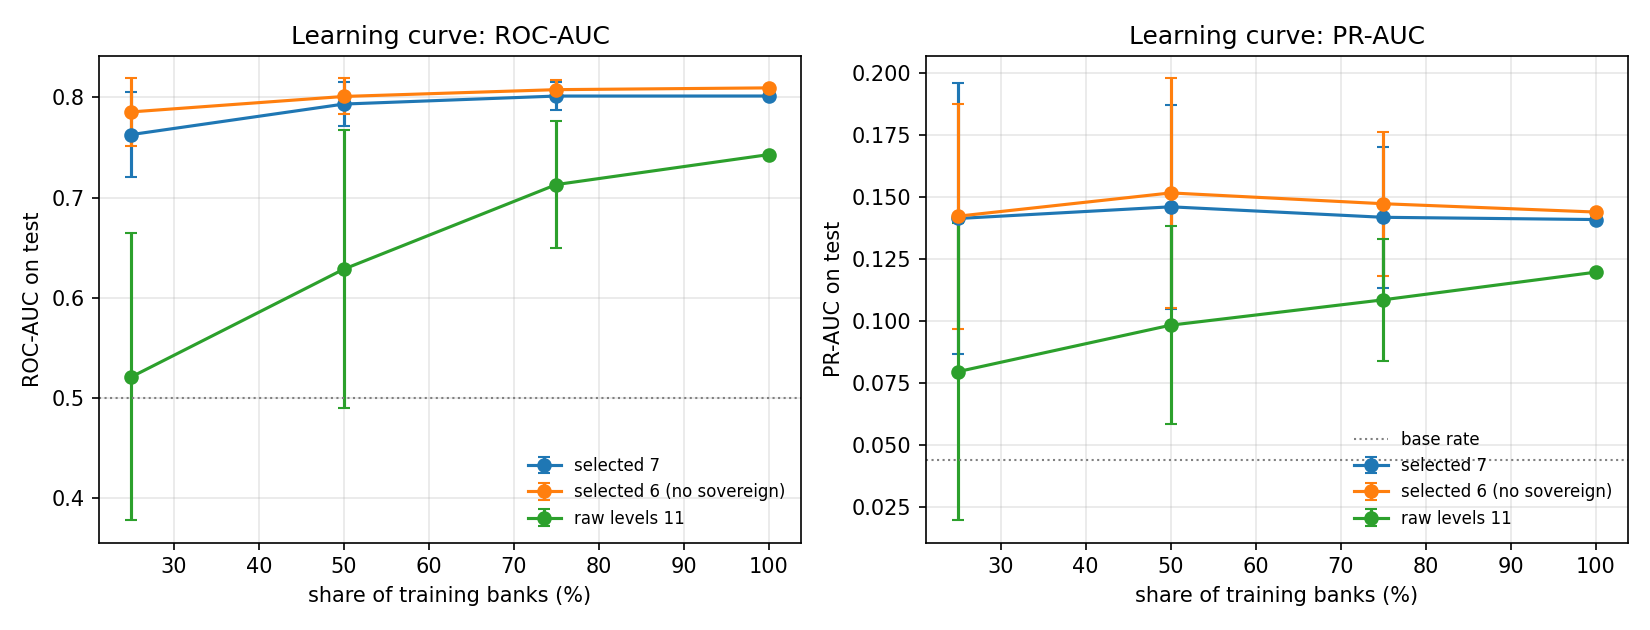 Learning curve: ROC-AUC
ROC-AUC on test
0.8
0.7
0.6
0.5
0.4
selected 7
selected 6 (no sovereign)
raw levels 11
30 40 50 60 70 80 90 100
share of training banks (%)
Learning curve: PR-AUC
PR-AUC on test
0.200
0.175
0.150
0.125
0.100
0.075
0.050
0.025
base rate
selected 7
selected 6 (no sovereign)
raw levels 11
30 40 50 60 70 80 90 100
share of training banks (%)